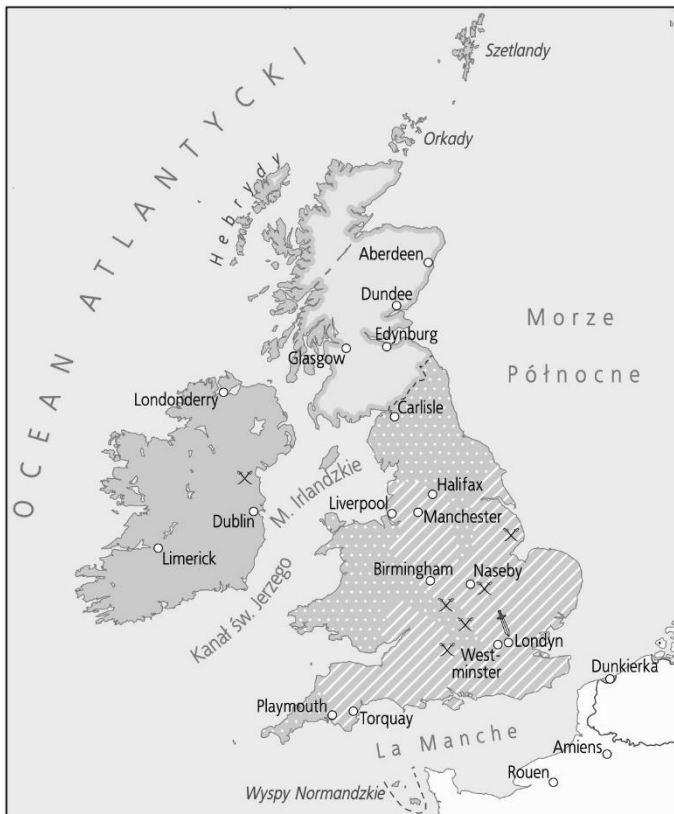 Szetlandy
OCEAN ATLANTYCKI
Orkady
Hebrydy
Aberdeen
Dundee
Morze
Północne
Edynburg
Glasgow
Londonderry
Carlisle
M. Irlandzkie
Halifax
Liverpool
Manchester
Dublin
Limerick
Kanał św. Jerzego
Birmingham
Naseby
West-
minster
Londyn
Dunkierka
Playmouth
Torquay
La Manche
Amiens
Rouen
Wyspy Normandzkie